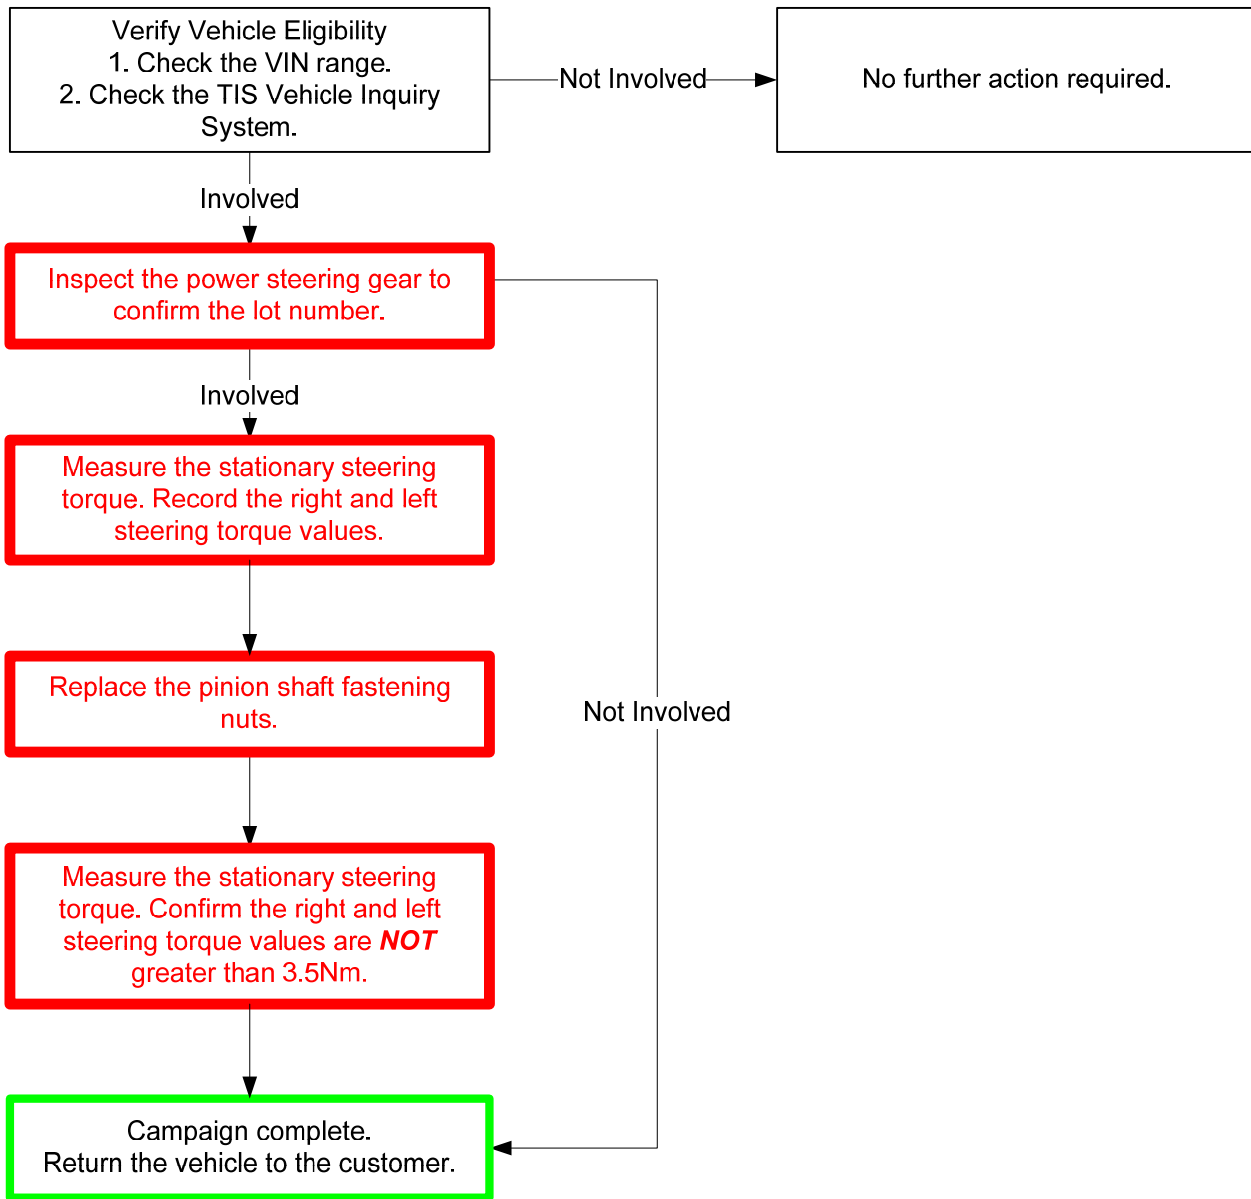 Verify Vehicle Eligibility
1. Check the VIN range.
2. Check the TIS Vehicle Inquiry
System.
Not Involved
No further action required.
Involved
Inspect the power steering gear to
confirm the lot number.
Involved
Measure the stationary steering
torque. Record the right and left
steering torque values.
Replace the pinion shaft fastening
nuts.
Not Involved
Measure the stationary steering
torque. Confirm the right and left
steering torque values are NOT
greater than 3.5Nm.
Campaign complete.
Return the vehicle to the customer.